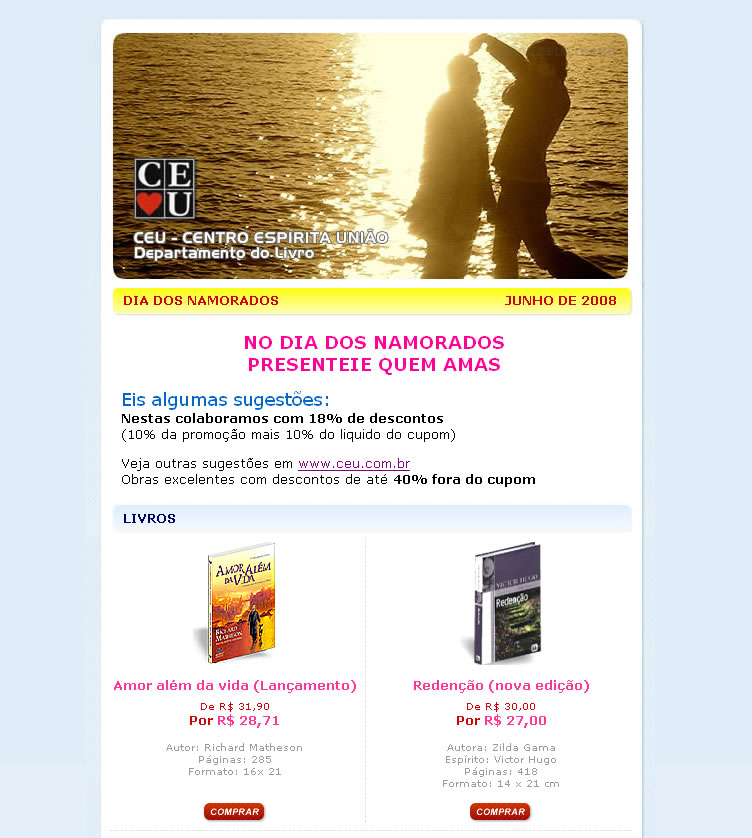 CE
U
CEU - CENTRO ESPÍRITA UNIÃO
Departamento do Livro
DIA DOS NAMORADOS JUNHO DE 2008
NO DIA DOS NAMORADOS
PRESENTEIE QUEM AMAS
Eis algumas sugestões:
Nestas colaboramos com 18% de descontos
(10% da promoção mais 10% do liquido do cupom)
Veja outras sugestões em www.ceu.com.br
Obras excelentes com descontos de até 40% fora do cupom
LIVROS
AMOR ALÉM
DA VIDA
RICHARD
MATHESON
Amor além da vida (Lançamento)
De R$ 31,90
Por R$ 28,71
Autor: Richard Matheson
Páginas: 285
Formato: 16x 21
COMPRAR
VICTOR HUGO
Redenção
Redenção (nova edição)
De R$ 30,00
Por R$ 27,00
Autora: Zilda Gama
Espírito: Victor Hugo
Páginas: 418
Formato: 14 x 21 cm
COMPRAR